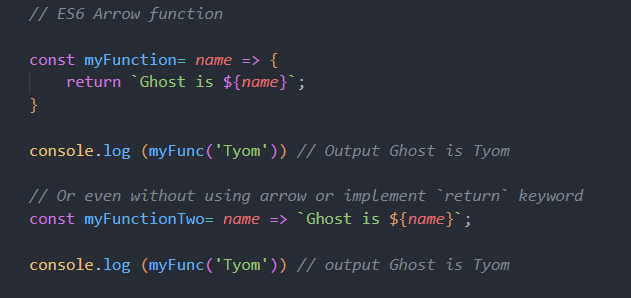 // ES6 Arrow function
const myFunction= name => {
return `Ghost is ${name}`;
}
console.log (myFunc('Tyom')) // Output Ghost is Tyom
// Or even without using arrow or implement `return` keyword
const myFunctionTwo= name => `Ghost is ${name}`;
console.log (myFunc('Tyom')) // output Ghost is Tyom